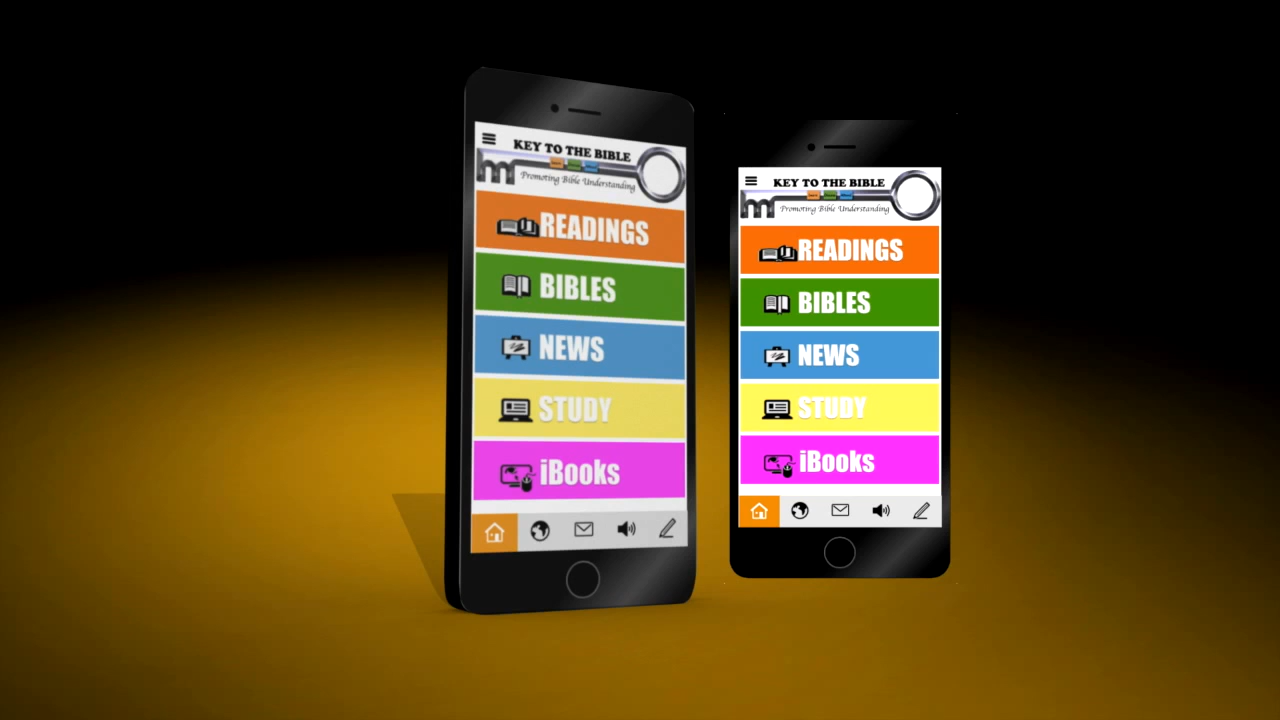 KEY TO THE BIBLE
Promoting Bible Understanding
READINGS
BIBLES
NEWS
STUDY
iBooks
KEY TO THE BIBLE
Promoting Bible Understanding
READINGS
BIBLES
NEWS
STUDY
iBooks